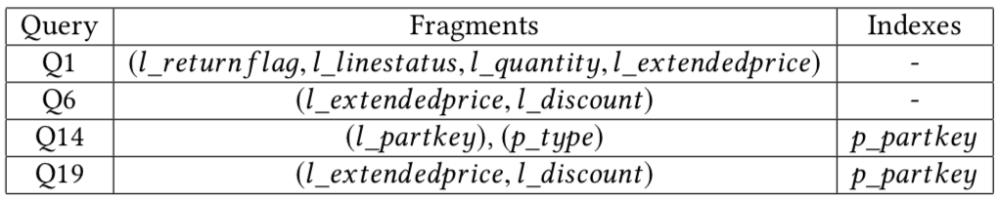 Query Fragments Indexes
Q1 (l_returnflag, l_linestatus, l_quantity, l_extendedprice) -
Q6 (l_extendedprice, l_discount) -
Q14 (l_partkey), (p_type) p_partkey
Q19 (l_extendedprice, l_discount) p_partkey